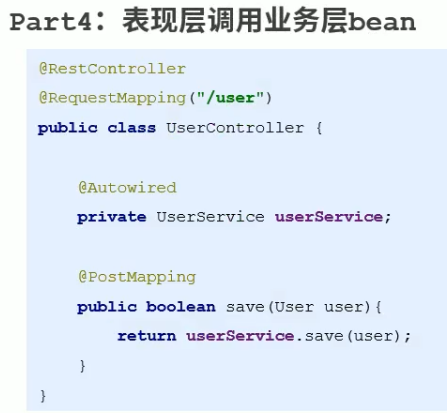 Part4：表现层调用业务层bean
@RestController
@RequestMapping("/user")
public class UserController {
@Autowired
private UserService userService;
@PostMapping
public boolean save(User user){
return userService.save(user);
}
}